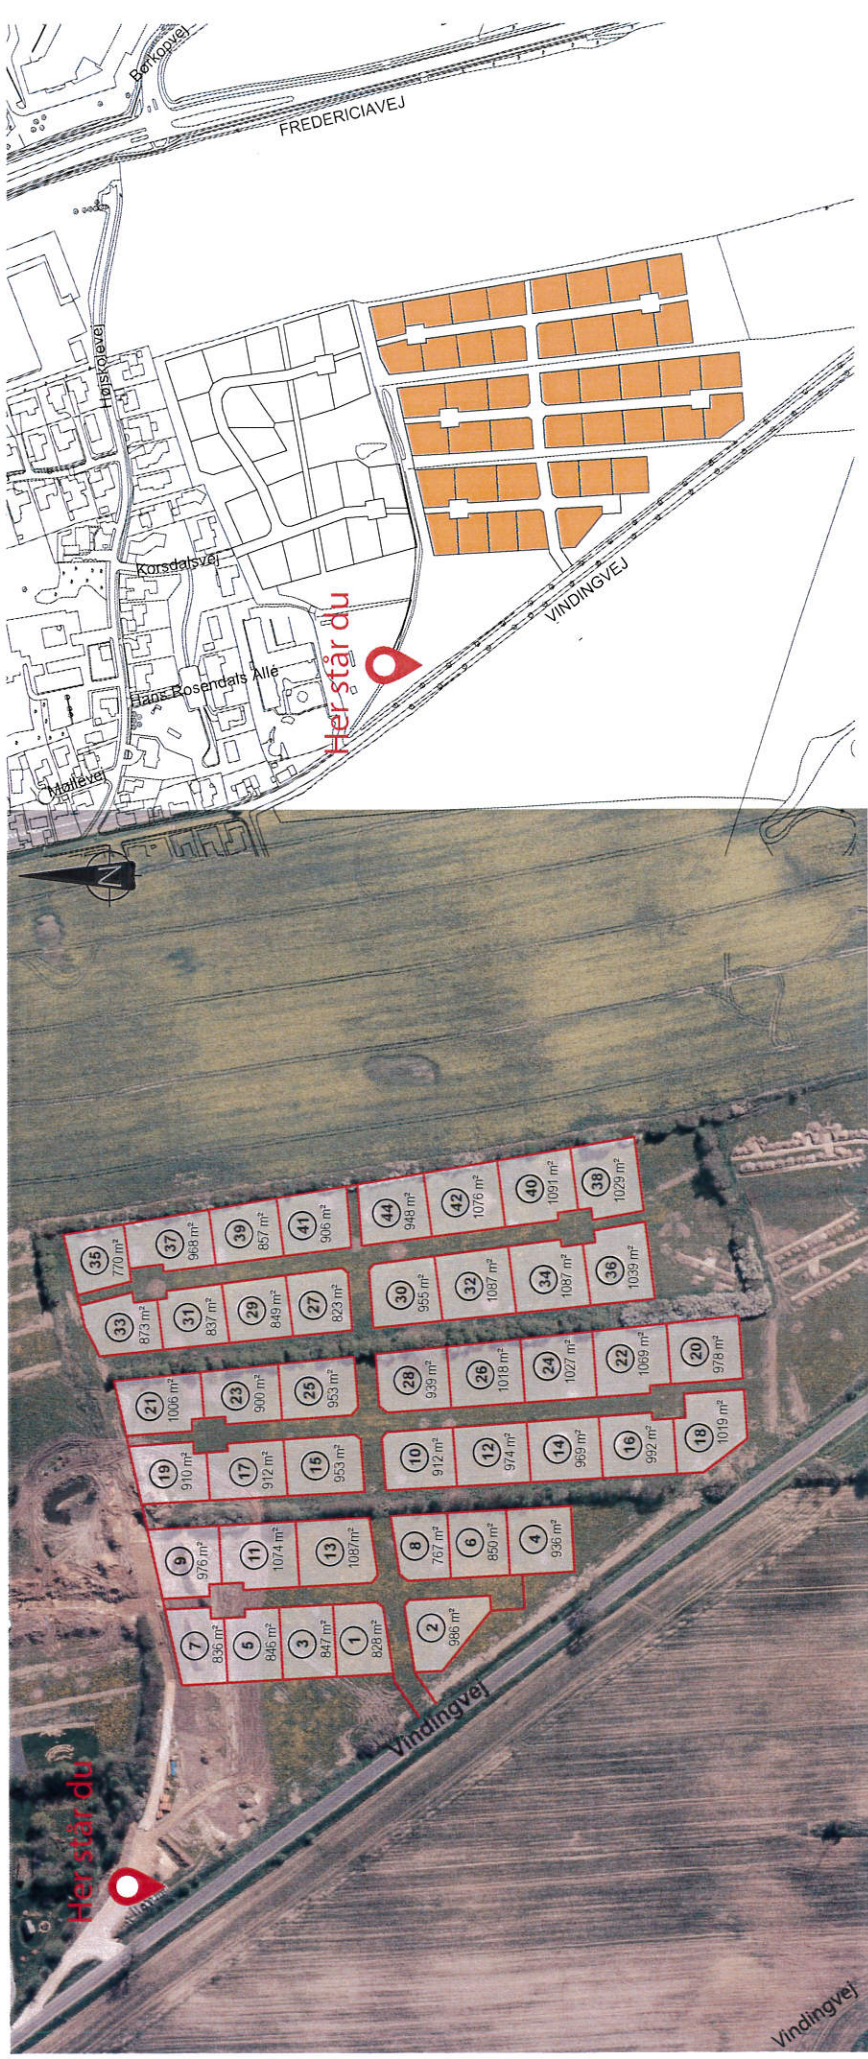 Børkopvej
FREDERICIAVEJ
Højskolevej
Korsdalsvej
Hans Rosendals Allé
Møllevej
Her står du
VINDINGVEJ
N
35
770 m²
37
968 m²
39
857 m²
41
906 m²
44
948 m²
42
1076 m²
40
1091 m²
38
1029 m²
33
873 m²
31
837 m²
29
849 m²
27
823 m²
30
955 m²
32
1087 m²
34
1087 m²
36
1039 m²
21
1006 m²
23
900 m²
25
953 m²
28
939 m²
26
1018 m²
24
1027 m²
22
1069 m²
20
978 m²
19
910 m²
17
912 m²
15
953 m²
10
912 m²
12
974 m²
14
969 m²
16
992 m²
18
1019 m²
9
976 m²
11
1074 m²
13
1087m²
8
767 m²
6
850 m²
4
936 m²
7
836 m²
5
846 m²
3
847 m²
1
828 m²
2
986 m²
Vindingvej
Her står du
Vindingvej